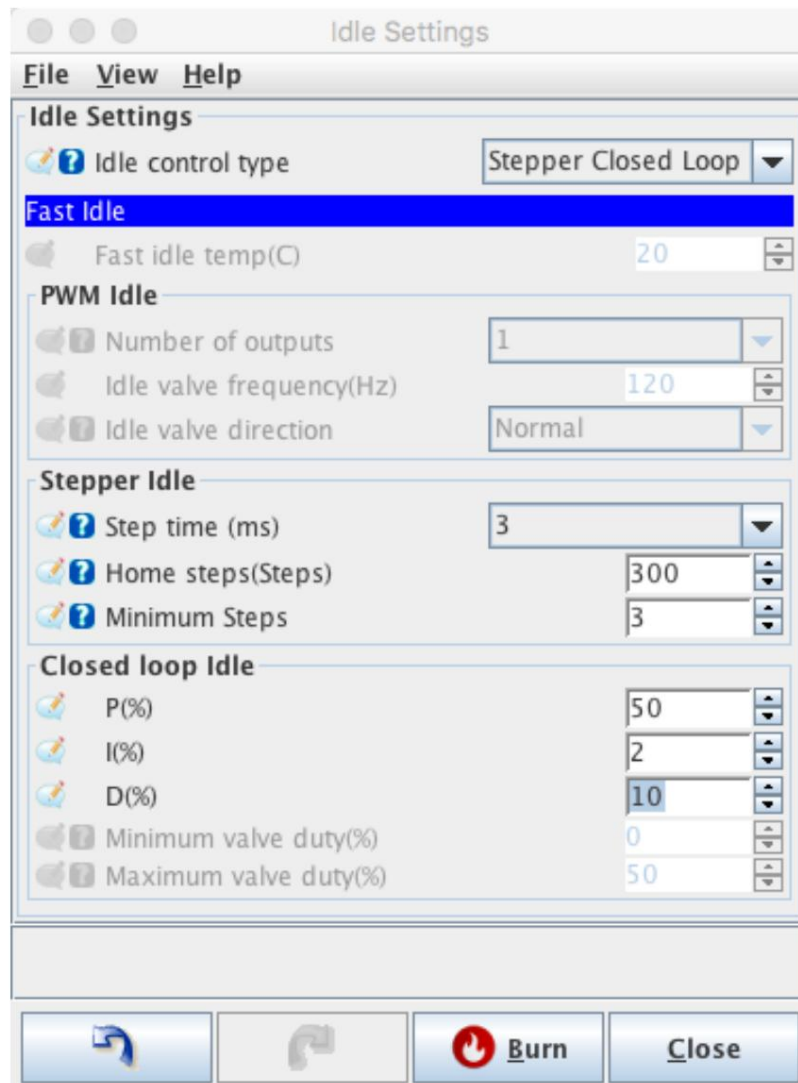 Idle Settings
File View Help
Idle Settings
? Idle control type Stepper Closed Loop
Fast Idle
Fast idle temp(C) 20
PWM Idle
? Number of outputs 1
Idle valve frequency(Hz) 120
? Idle valve direction Normal
Stepper Idle
? Step time (ms) 3
? Home steps(Steps) 300
? Minimum Steps 3
Closed loop Idle
P(%) 50
I(%) 2
D(%) 10
? Minimum valve duty(%) 0
? Maximum valve duty(%) 50
Burn Close